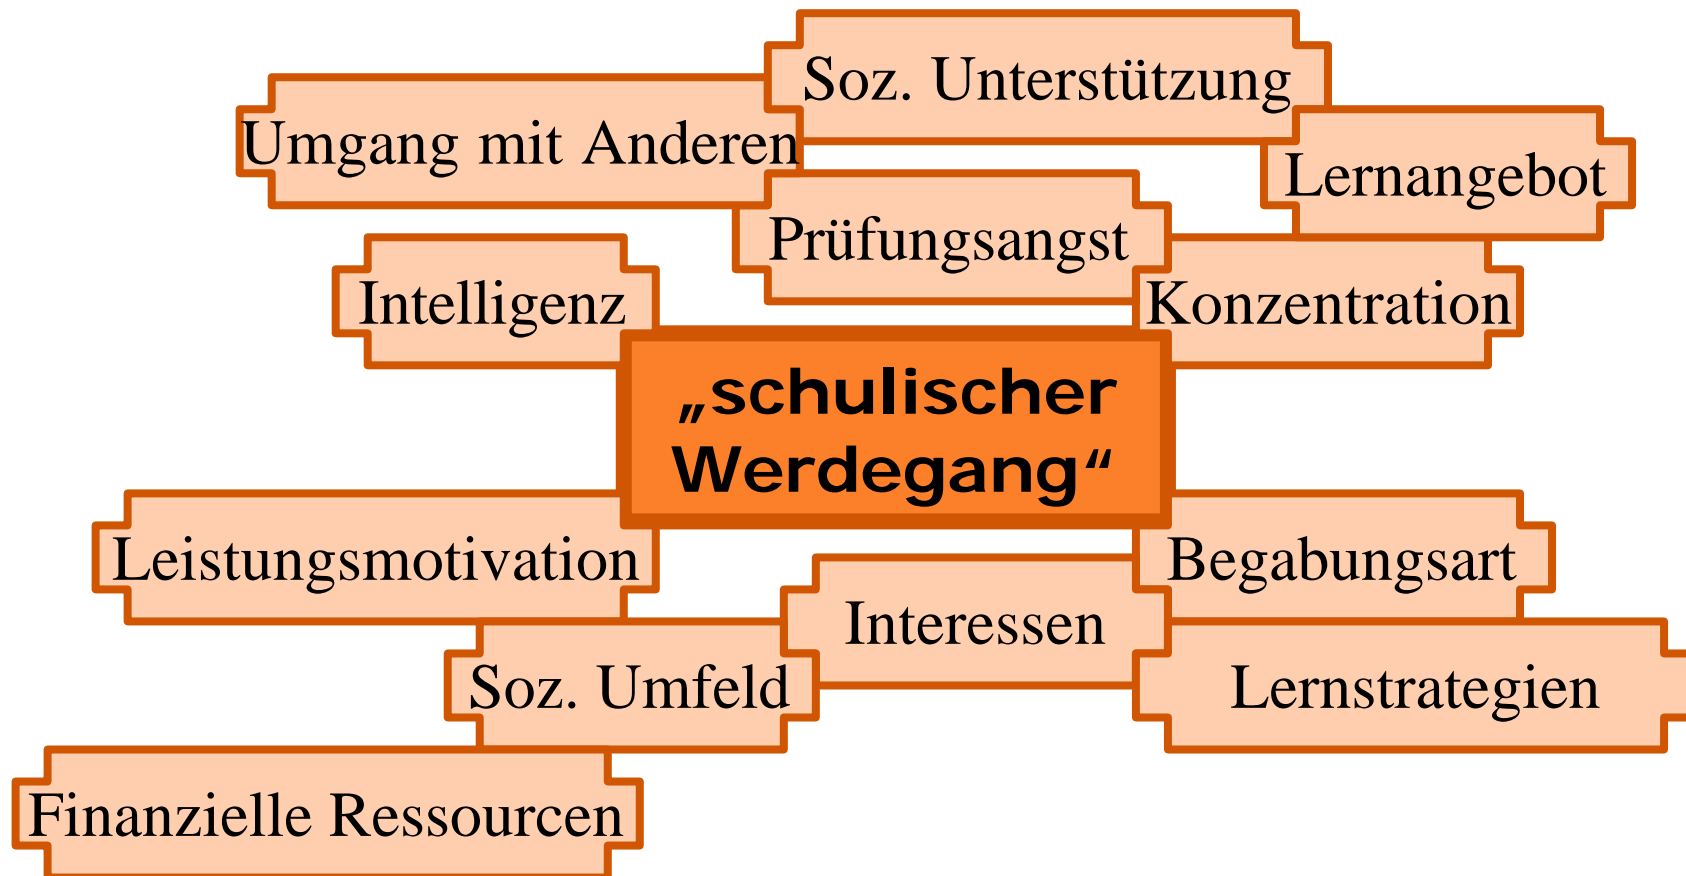 Soz. Unterstützung
Umgang mit Anderen
Lernangebot
Prüfungsangst
Intelligenz
Konzentration
„schulischer
Werdegang“
Leistungsmotivation
Begabungsart
Interessen
Soz. Umfeld
Lernstrategien
Finanzielle Ressourcen